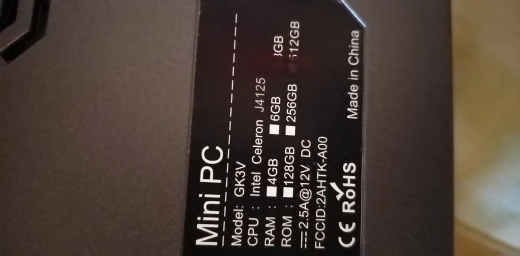 Mini PC
Model: GK3V
CPU : Intel Celeron J4125
RAM : 4GB 6GB
ROM : 128GB 256GB 512GB
2.5A@12V DC
FCCID:2AHTK-A00
CE RoHS Made in China